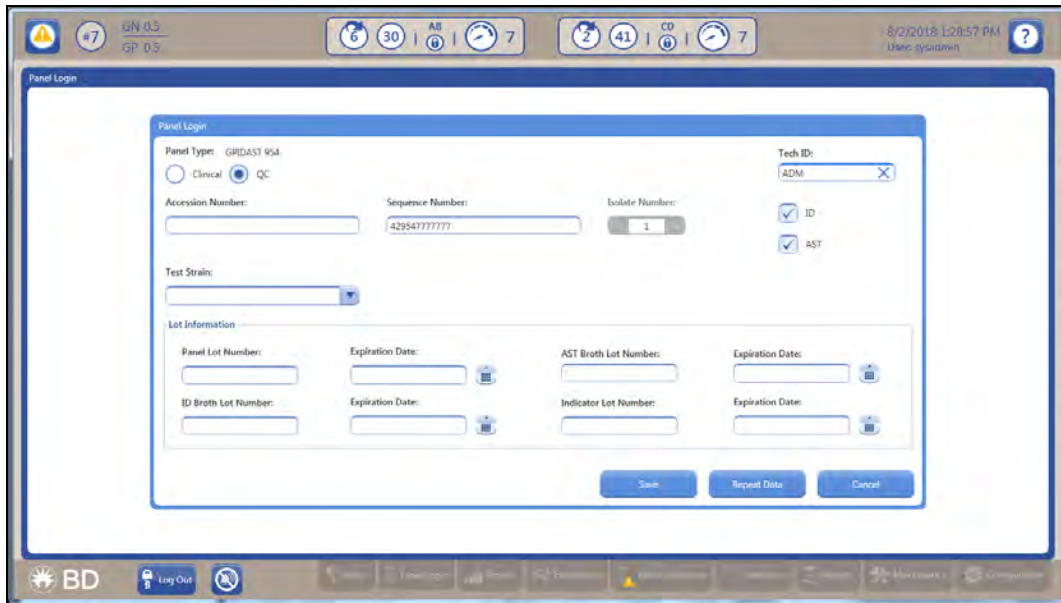 #7 GN 0.5 6 30 AB 7 2 41 CD 7 8/2/2018 1:28:57 PM ?
GP 0.5 User: sysadmin
Panel Login
Panel Login
Panel Type: GPIDAST 954 Tech ID:
Clinical QC ADM
Accession Number: Sequence Number: Isolate Number:
429547777777 1 ID
AST
Test Strain:
Lot Information
Panel Lot Number: Expiration Date: AST Broth Lot Number: Expiration Date:
ID Broth Lot Number: Expiration Date: Indicator Lot Number: Expiration Date:
Save Repeat Data Cancel
BD Log Out